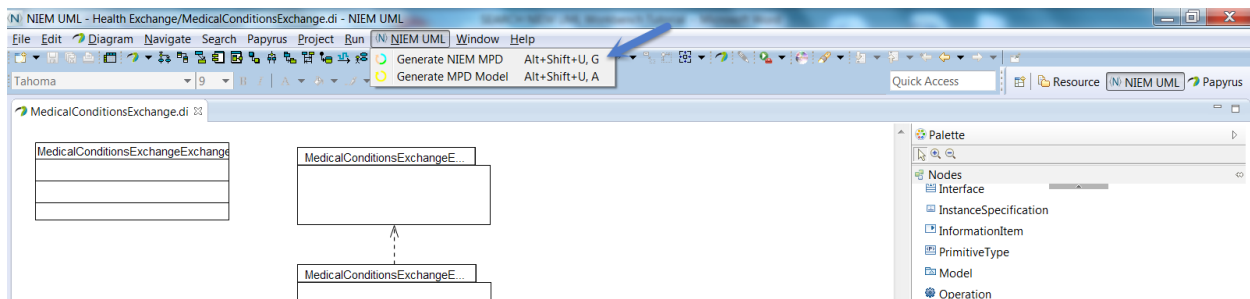 NIEM UML - Health Exchange/MedicalConditionsExchange.di - NIEM UML
File Edit Diagram Navigate Search Papyrus Project Run NIEM UML Window Help
Generate NIEM MPD Alt+Shift+U, G
Generate MPD Model Alt+Shift+U, A
Tahoma 9 B I A
Quick Access Resource NIEM UML Papyrus
MedicalConditionsExchange.di
Palette
MedicalConditionsExchangeExchange
MedicalConditionsExchangeE...
Nodes
Interface
InstanceSpecification
InformationItem
PrimitiveType
MedicalConditionsExchangeE...
Model
Operation